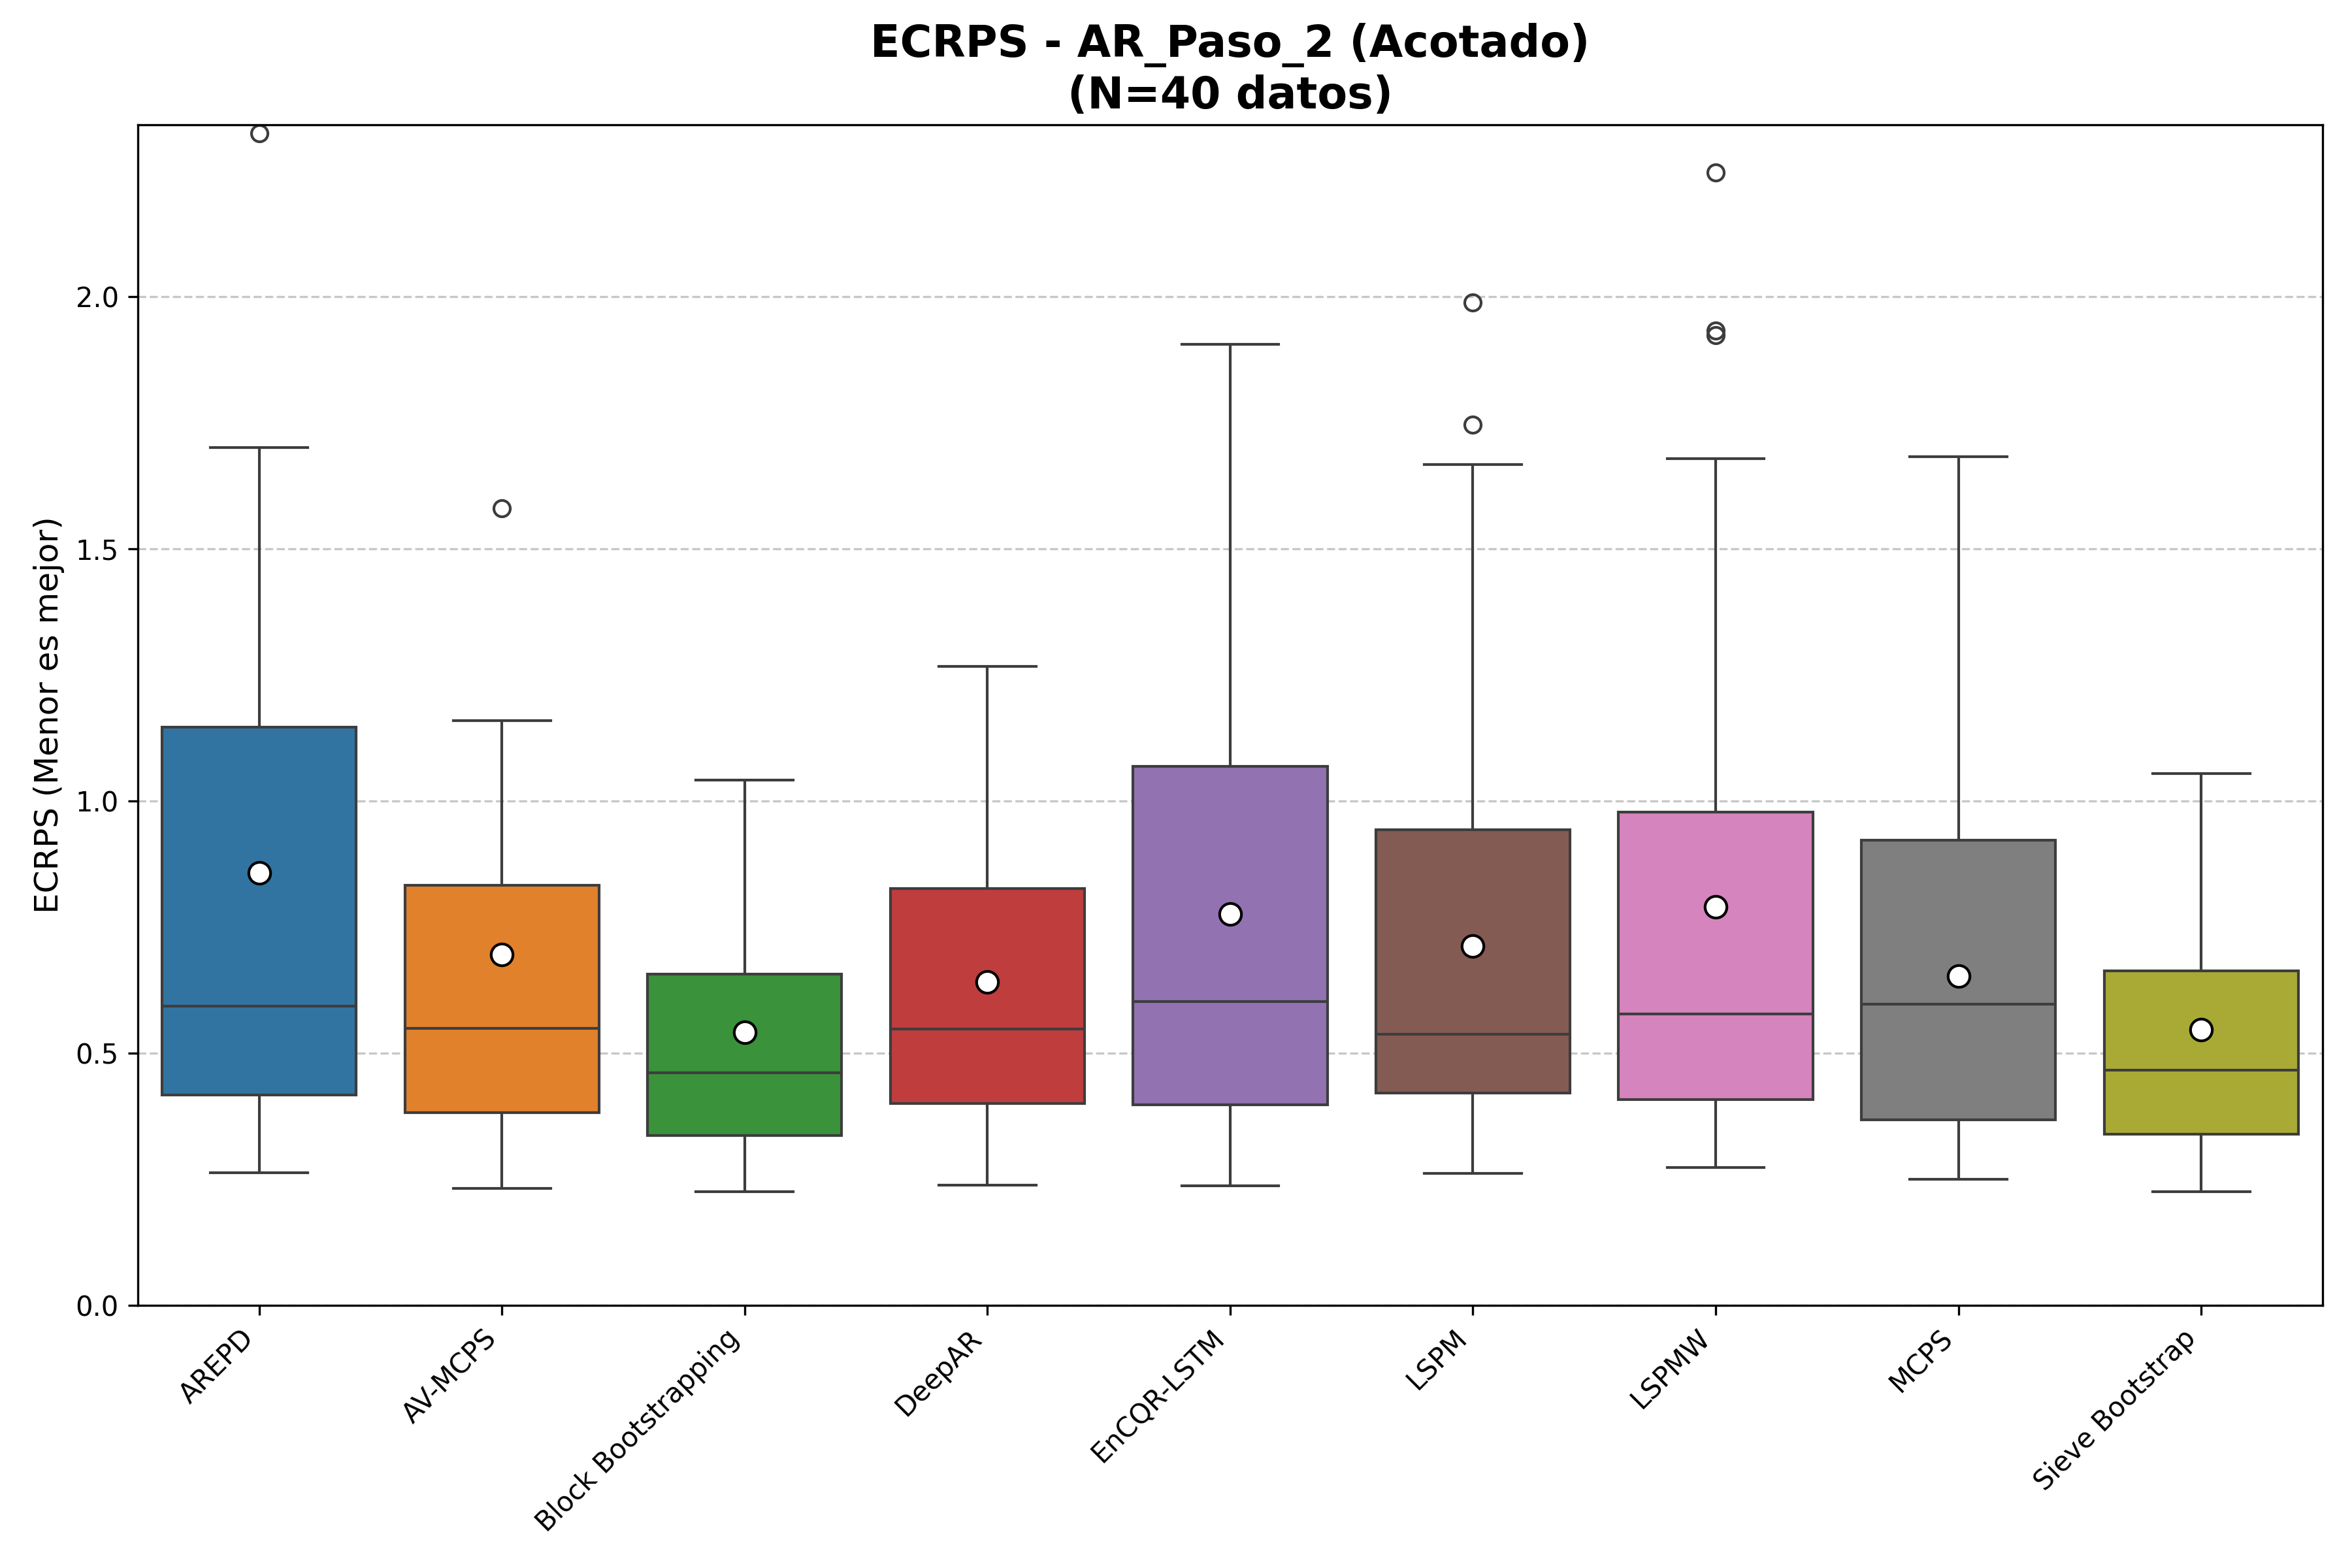 ECRPS - AR_Paso_2 (Acotado)
(N=40 datos)
ECRPS (Menor es mejor)
2.0
1.5
1.0
0.5
0.0
AREPD
AV-MCPS
Block Bootstrapping
DeepAR
EnCQR-LSTM
LSPM
LSPMW
MCPS
Sieve Bootstrap